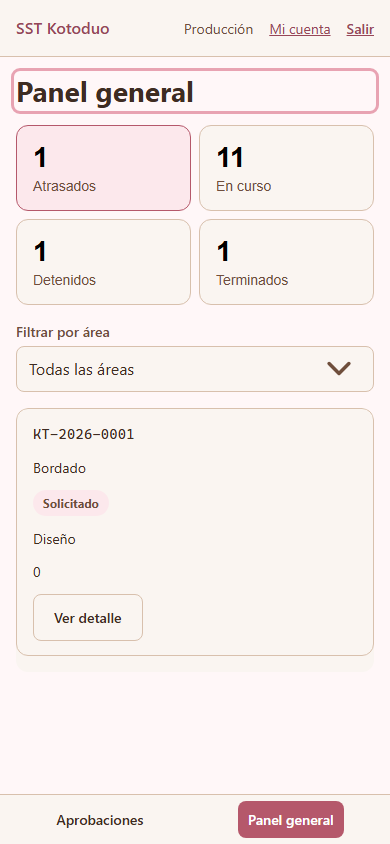 SST Kotoduo Producción Mi cuenta Salir
Panel general
1
Atrasados
11
En curso
1
Detenidos
1
Terminados
Filtrar por área
Todas las áreas
KT-2026-0001
Bordado
Solicitado
Diseño
0
Ver detalle
Aprobaciones Panel general